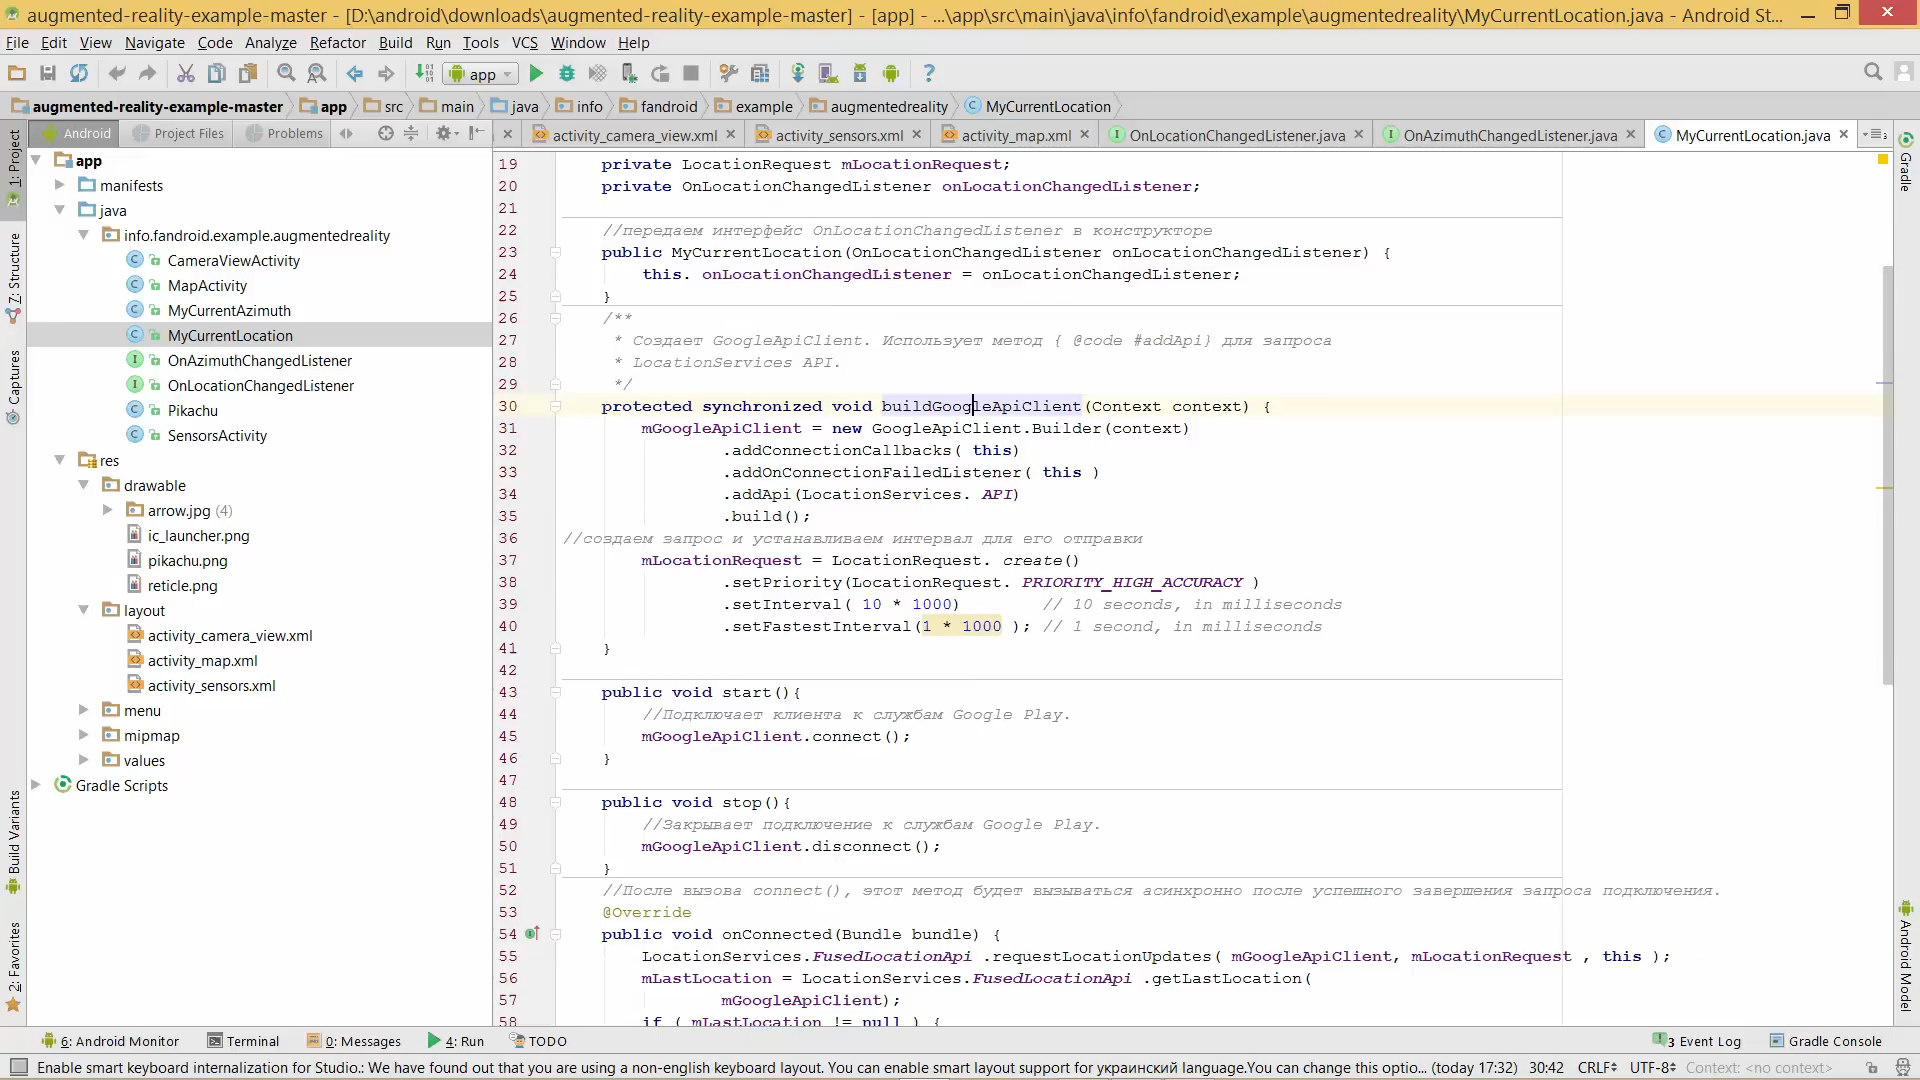 augmented-reality-example-master - [D:\android\downloads\augmented-reality-example-master] - [app] - ...\app\src\main\java\info\fandroid\example\augmentedreality\MyCurrentLocation.java - Android St...
File Edit View Navigate Code Analyze Refactor Build Run Tools VCS Window Help
app
augmented-reality-example-master app src main java info fandroid example augmentedreality MyCurrentLocation
Android Project Files Problems activity_camera_view.xml activity_sensors.xml activity_map.xml OnLocationChangedListener.java OnAzimuthChangedListener.java MyCurrentLocation.java
1: Project
Z: Structure
Captures
Build Variants
2: Favorites
app
manifests
java
info.fandroid.example.augmentedreality
CameraViewActivity
MapActivity
MyCurrentAzimuth
MyCurrentLocation
OnAzimuthChangedListener
OnLocationChangedListener
Pikachu
SensorsActivity
res
drawable
arrow.jpg (4)
ic_launcher.png
pikachu.png
reticle.png
layout
activity_camera_view.xml
activity_map.xml
activity_sensors.xml
menu
mipmap
values
Gradle Scripts
19 private LocationRequest mLocationRequest;
20 private OnLocationChangedListener onLocationChangedListener;
21
22 //передаем интерфейс OnLocationChangedListener в конструкторе
23 public MyCurrentLocation(OnLocationChangedListener onLocationChangedListener) {
24 this. onLocationChangedListener = onLocationChangedListener;
25 }
26 /**
27 * Создает GoogleApiClient. Использует метод { @code #addApi} для запроса
28 * LocationServices API.
29 */
30 protected synchronized void buildGoogleApiClient(Context context) {
31 mGoogleApiClient = new GoogleApiClient.Builder(context)
32 .addConnectionCallbacks( this)
33 .addOnConnectionFailedListener( this )
34 .addApi(LocationServices. API)
35 .build();
36 //создаем запрос и устанавливаем интервал для его отправки
37 mLocationRequest = LocationRequest. create()
38 .setPriority(LocationRequest. PRIORITY_HIGH_ACCURACY )
39 .setInterval( 10 * 1000) // 10 seconds, in milliseconds
40 .setFastestInterval(1 * 1000 ); // 1 second, in milliseconds
41 }
42
43 public void start(){
44 //Подключает клиента к службам Google Play.
45 mGoogleApiClient.connect();
46 }
47
48 public void stop(){
49 //Закрывает подключение к службам Google Play.
50 mGoogleApiClient.disconnect();
51 }
52 //После вызова connect(), этот метод будет вызываться асинхронно после успешного завершения запроса подключения.
53 @Override
54 public void onConnected(Bundle bundle) {
55 LocationServices.FusedLocationApi .requestLocationUpdates( mGoogleApiClient, mLocationRequest , this );
56 mLastLocation = LocationServices.FusedLocationApi .getLastLocation(
57 mGoogleApiClient);
58 if ( mLastLocation != null ) {
Gradle
Android Model
6: Android Monitor Terminal 0: Messages 4: Run TODO 3 Event Log Gradle Console
Enable smart keyboard internalization for Studio.: We have found out that you are using a non-english keyboard layout. You can enable smart layout support for украинский language.You can change this optio... (today 17:32) 30:42 CRLF UTF-8 Context: <no context>